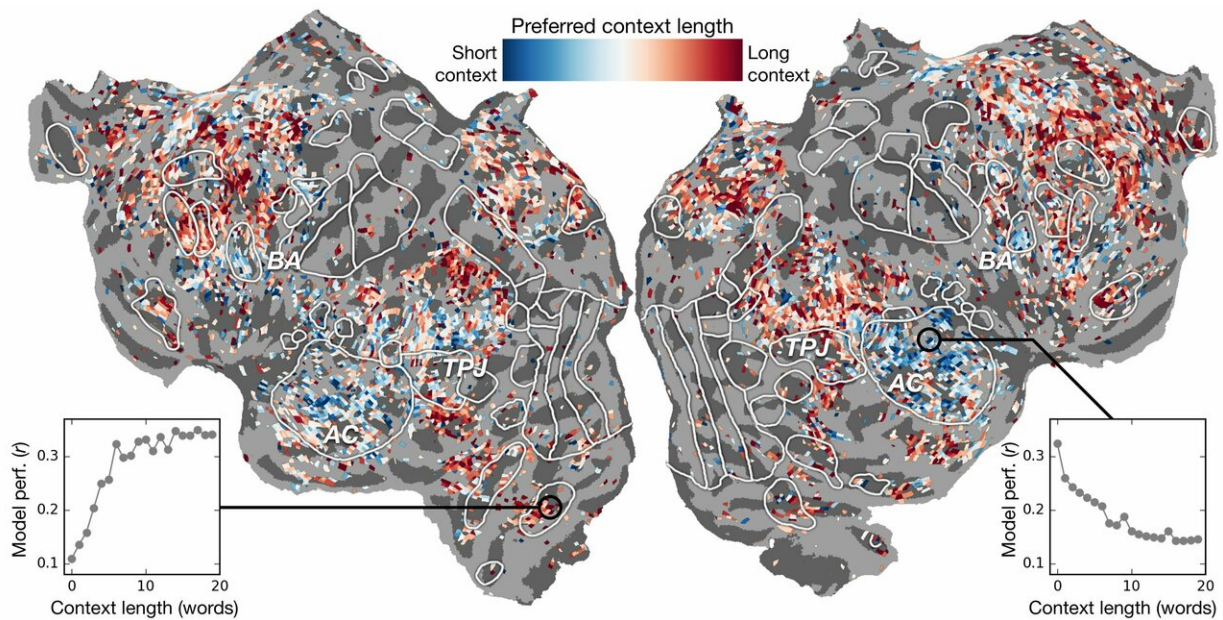 Preferred context length
Short context
Long context
BA
BA
TPJ
TPJ
AC
AC
Model perf. (r)
0.3
0.2
0.1
0
10
20
Context length (words)
Model perf. (r)
0.3
0.2
0.1
0
10
20
Context length (words)